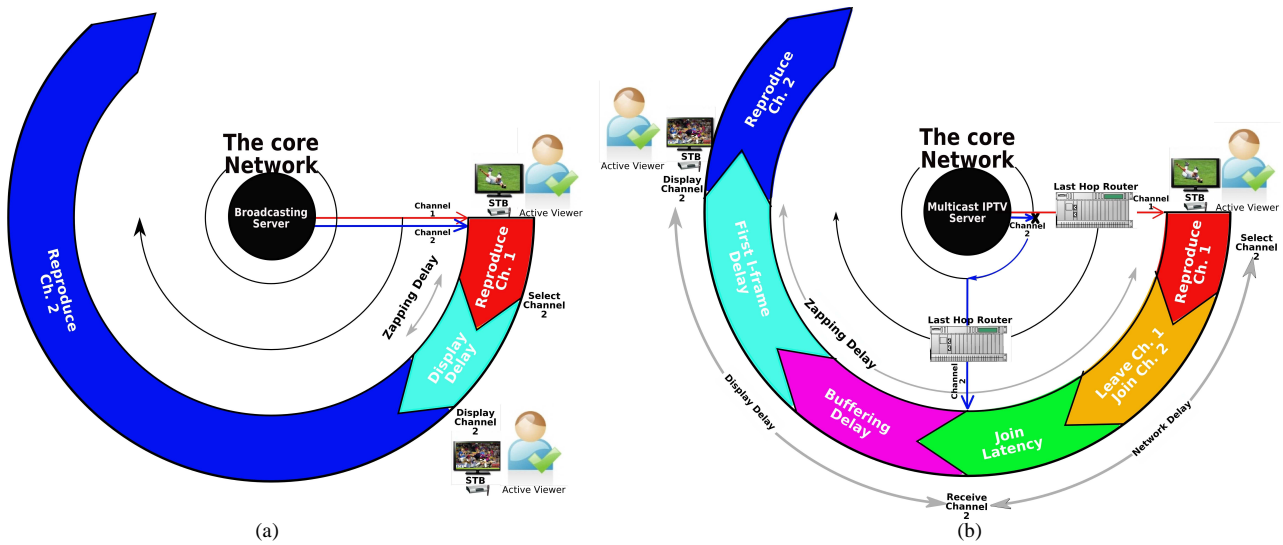 The core
Network
Broadcasting
Server
Channel
1
Channel
2
STB
Active Viewer
Reproduce
Ch. 1
Zapping Delay
Select
Channel
2
Display
Delay
Reproduce
Ch. 2
Display
Channel
2
STB
Active Viewer
(a)
Reproduce
Ch. 2
Active Viewer
STB
Display
Channel
2
The core
Network
Multicast IPTV
Server
Channel
2
Last Hop Router
Channel
1
STB
Active Viewer
Reproduce
Ch. 1
Select
Channel
2
First I-frame
Delay
Zapping Delay
Last Hop Router
Channel
2
Leave Ch. 1
Join Ch. 2
Buffering
Delay
Join
Latency
Display Delay
Network Delay
Receive
Channel
2
(b)